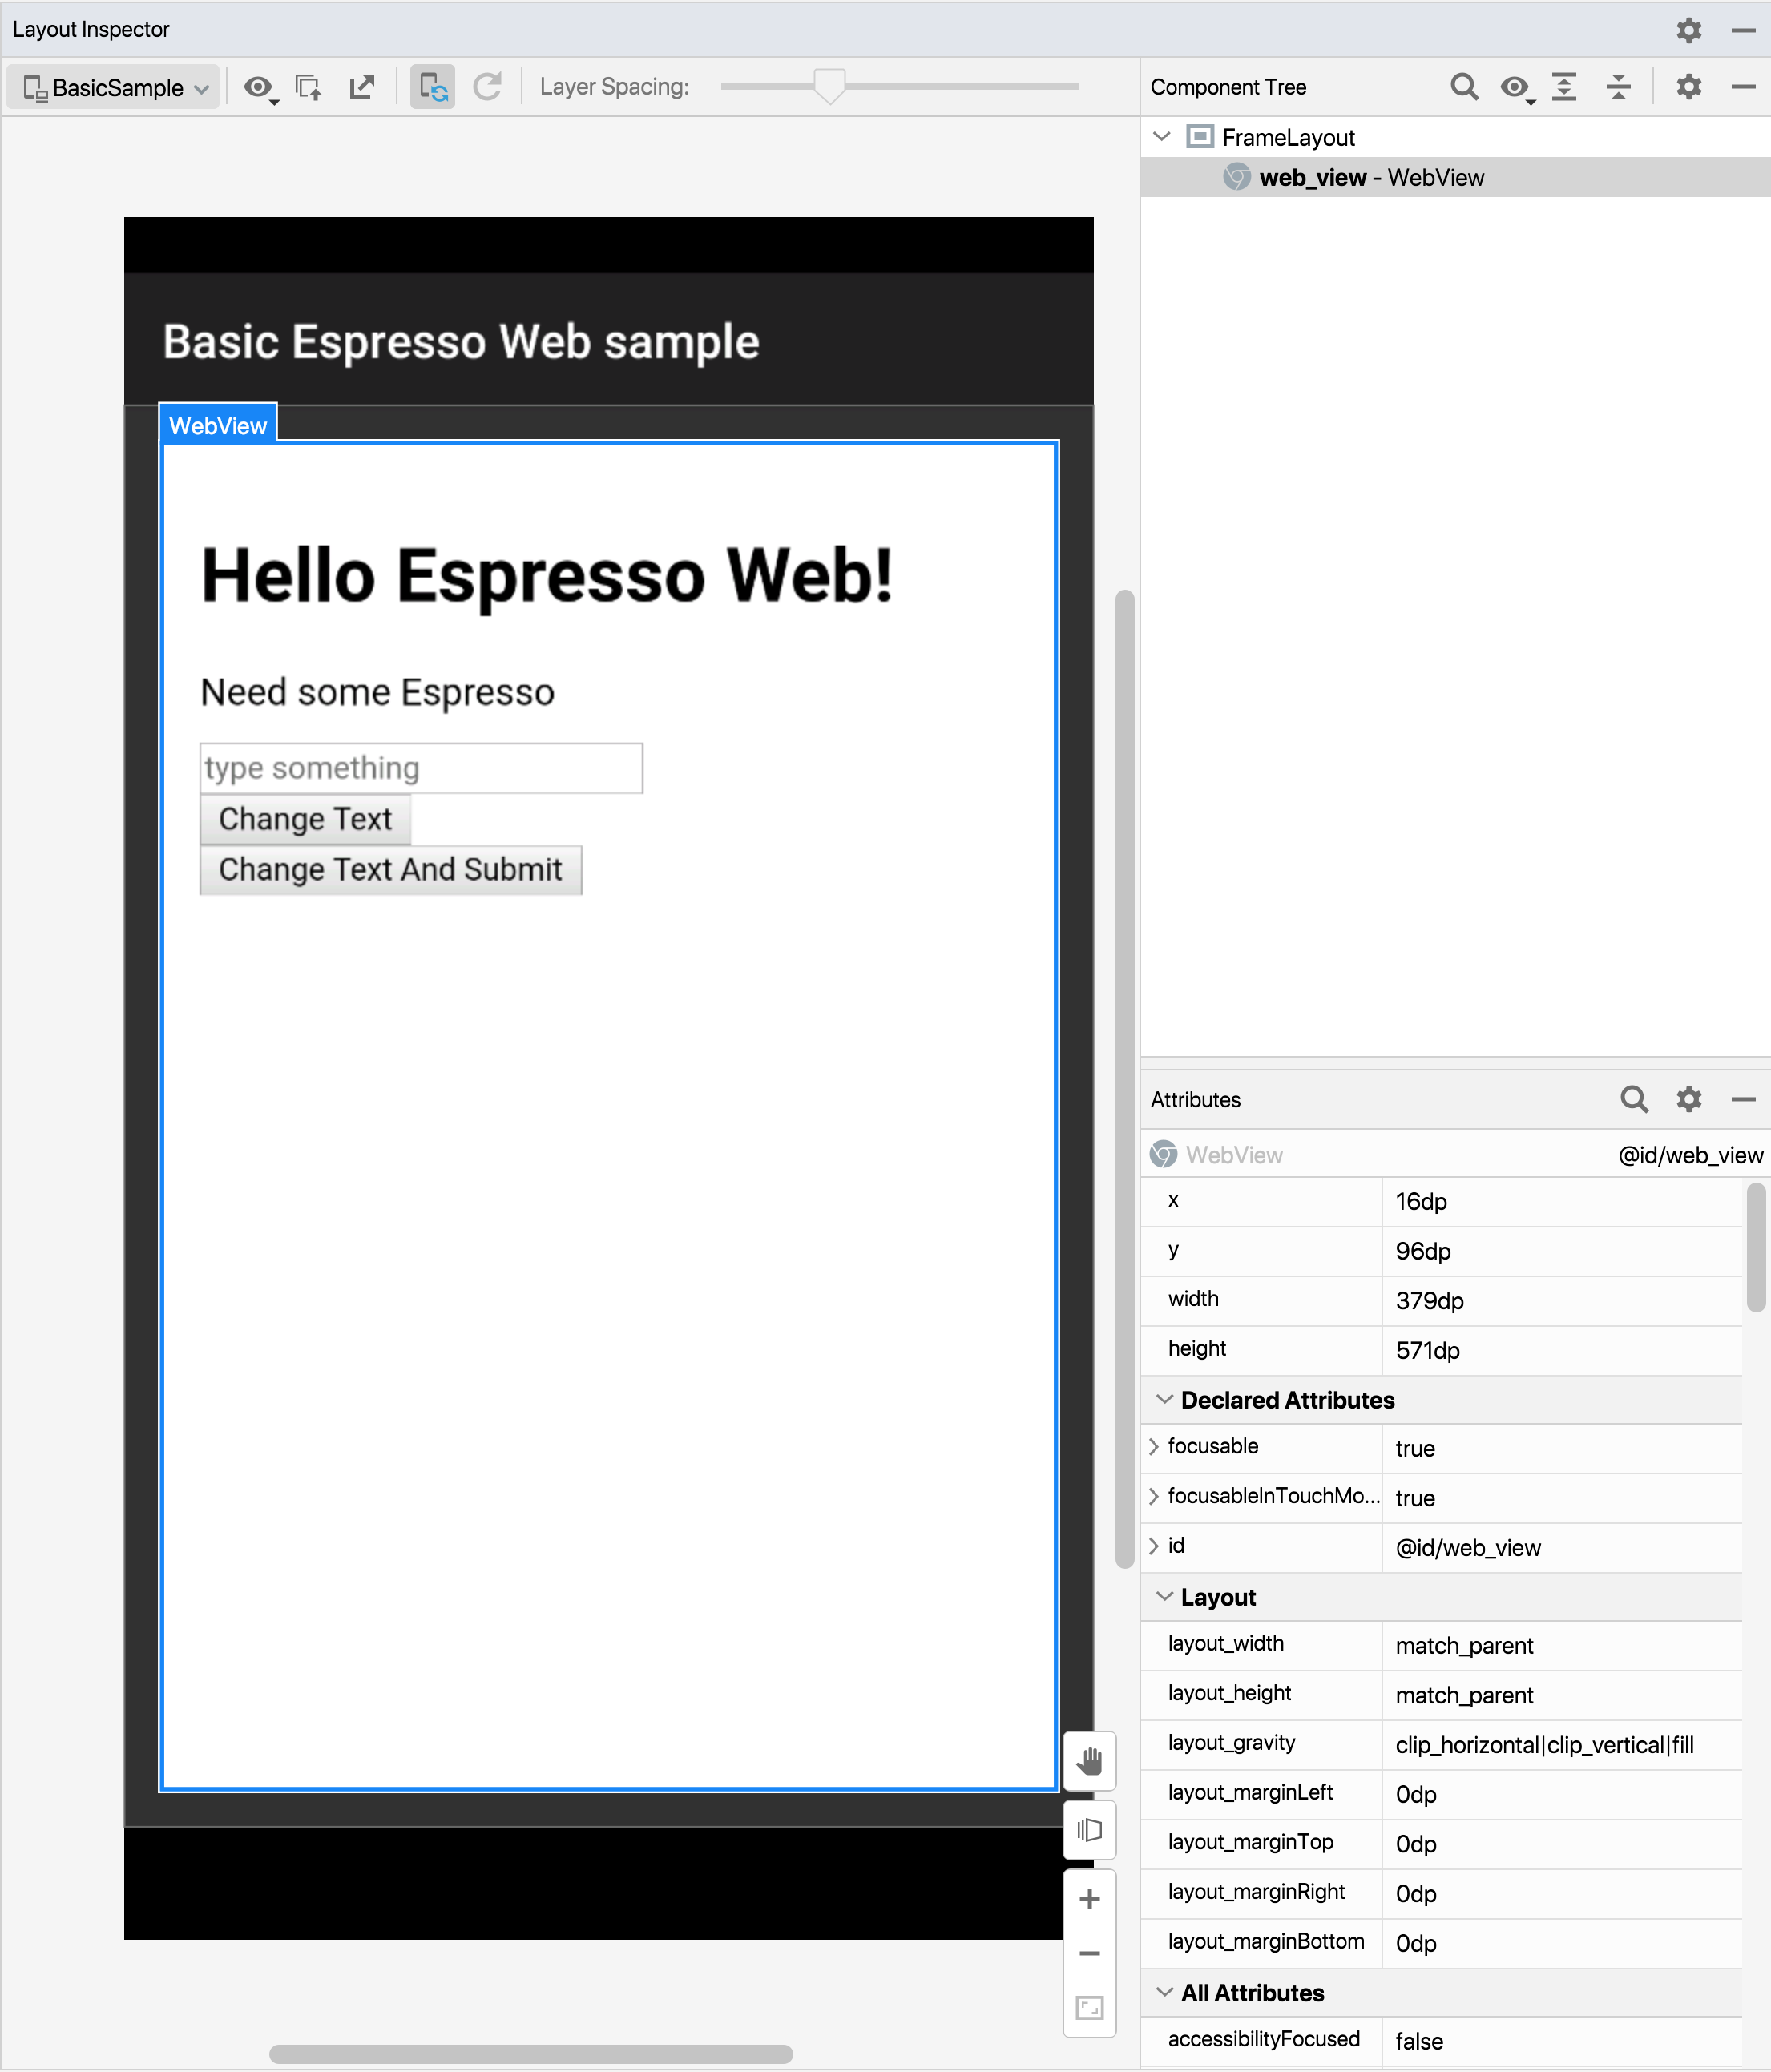 Layout Inspector
BasicSample
Layer Spacing:
Basic Espresso Web sample
WebView
Hello Espresso Web!
Need some Espresso
type something
Change Text
Change Text And Submit
Component Tree
FrameLayout
web_view - WebView
Attributes
WebView @id/web_view
x 16dp
y 96dp
width 379dp
height 571dp
Declared Attributes
focusable true
focusableInTouchMo... true
id @id/web_view
Layout
layout_width match_parent
layout_height match_parent
layout_gravity clip_horizontal|clip_vertical|fill
layout_marginLeft 0dp
layout_marginTop 0dp
layout_marginRight 0dp
layout_marginBottom 0dp
All Attributes
accessibilityFocused false